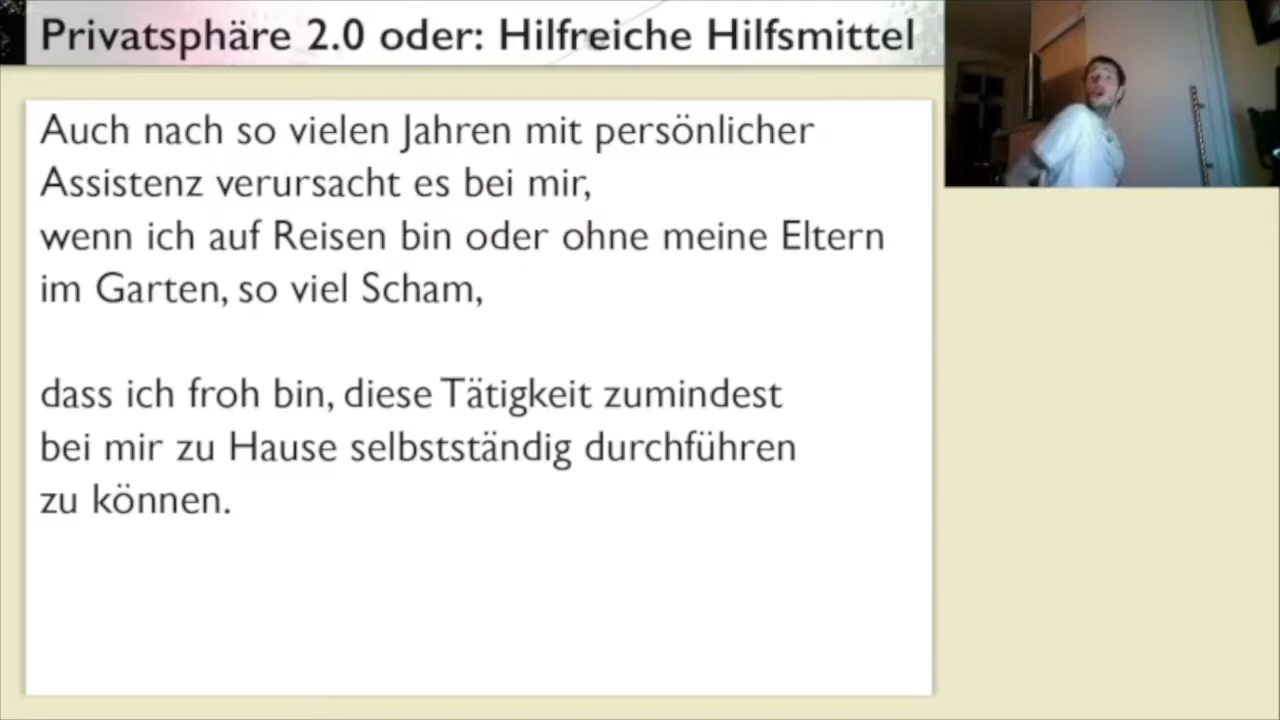 Privatsphäre 2.0 oder: Hilfreiche Hilfsmittel
Auch nach so vielen Jahren mit persönlicher
Assistenz verursacht es bei mir,
wenn ich auf Reisen bin oder ohne meine Eltern
im Garten, so viel Scham,
dass ich froh bin, diese Tätigkeit zumindest
bei mir zu Hause selbstständig durchführen
zu können.